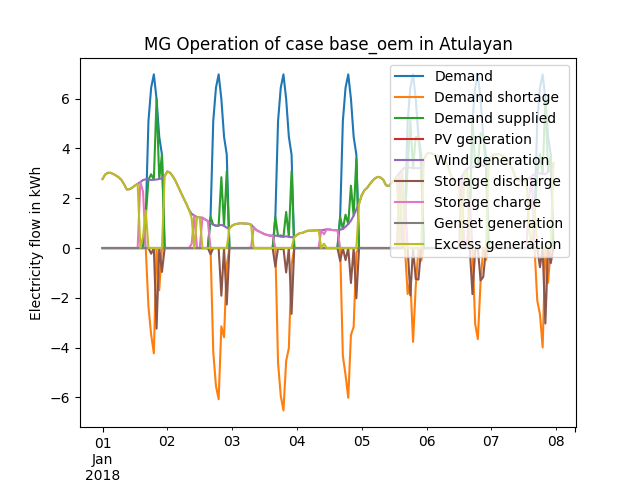 MG Operation of case base_oem in Atulayan
Electricity flow in kWh
6
4
2
0
−2
−4
−6
Demand
Demand shortage
Demand supplied
PV generation
Wind generation
Storage discharge
Storage charge
Genset generation
Excess generation
01 02 03 04 05 06 07 08
Jan
2018